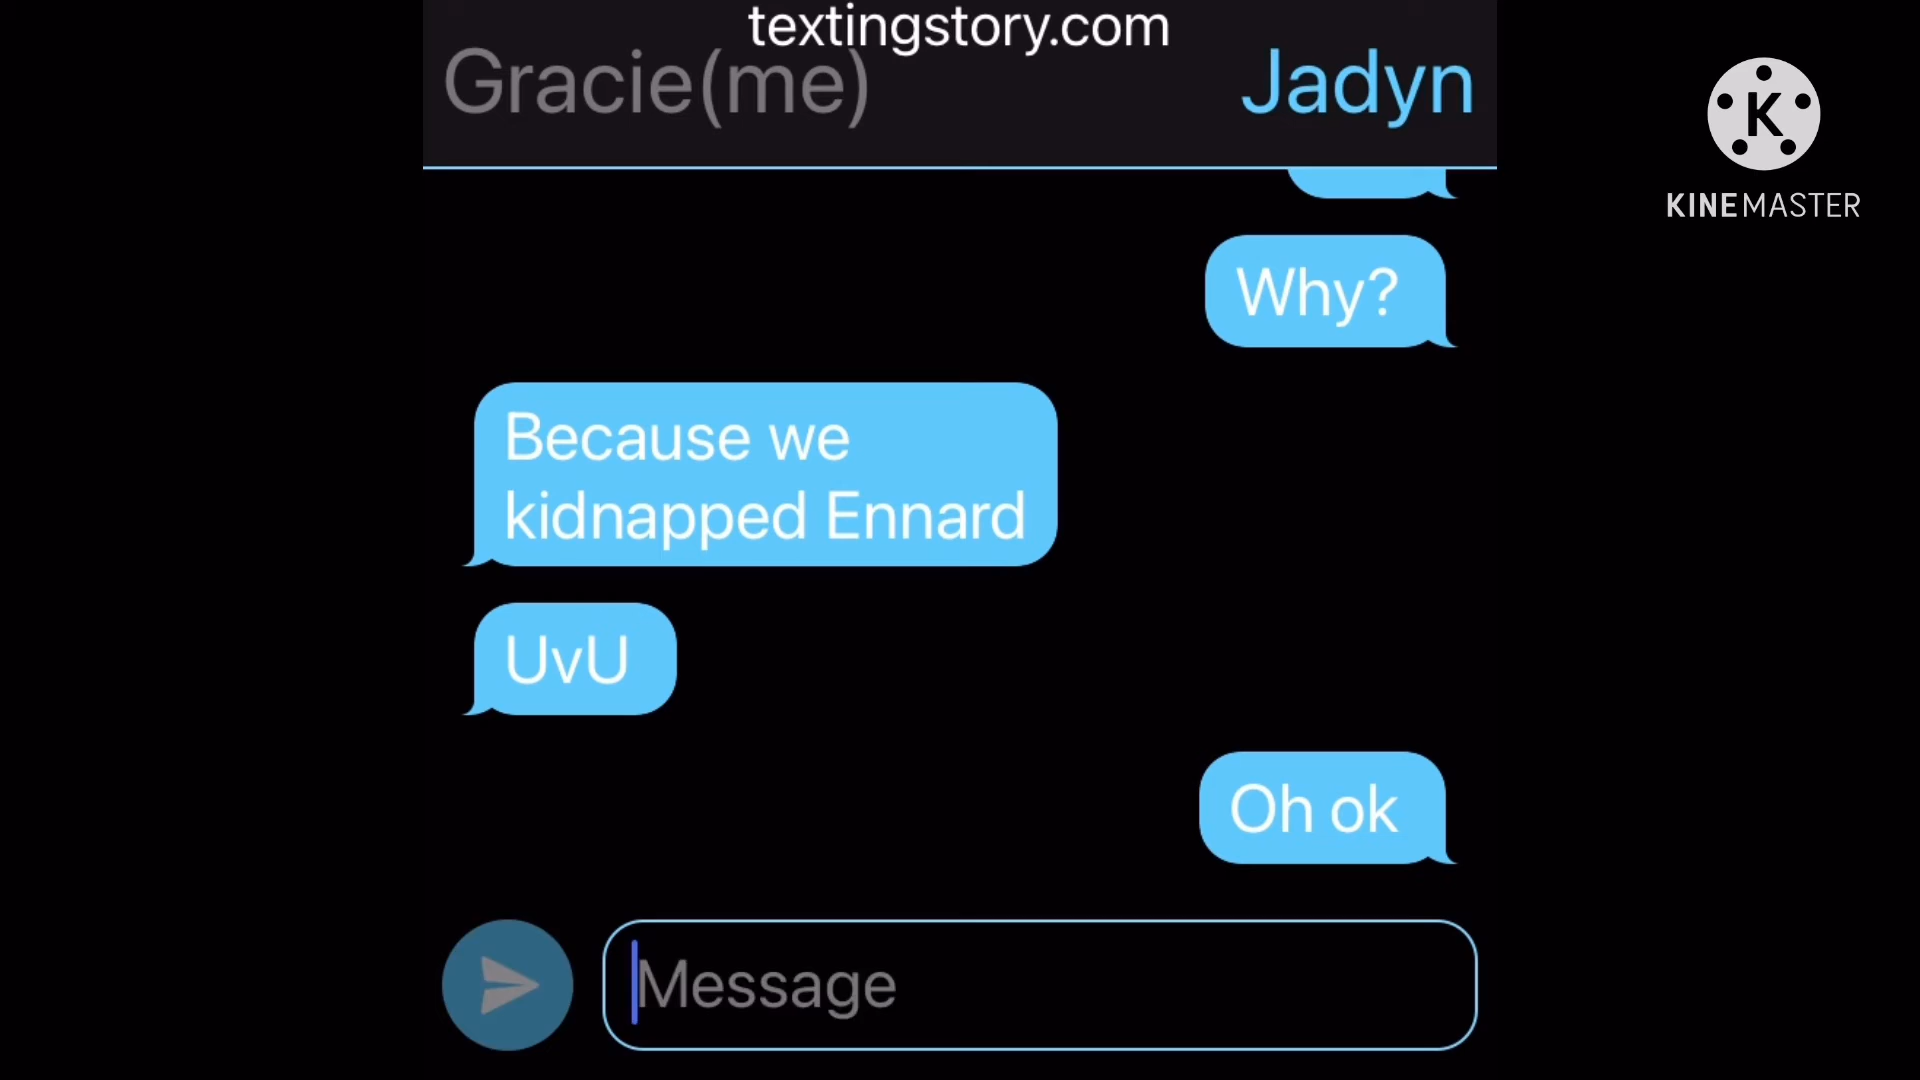 textingstory.com
Gracie(me)
Jadyn
K
KINEMASTER
Why?
Because we
kidnapped Ennard
UvU
Oh ok
Message